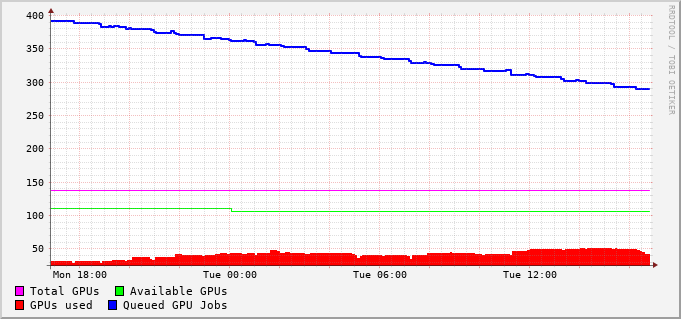 400
350
300
250
200
150
100
50
Mon 18:00 Tue 00:00 Tue 06:00 Tue 12:00
Total GPUs Available GPUs
GPUs used Queued GPU Jobs
RRDTOOL / TOBI OETIKER